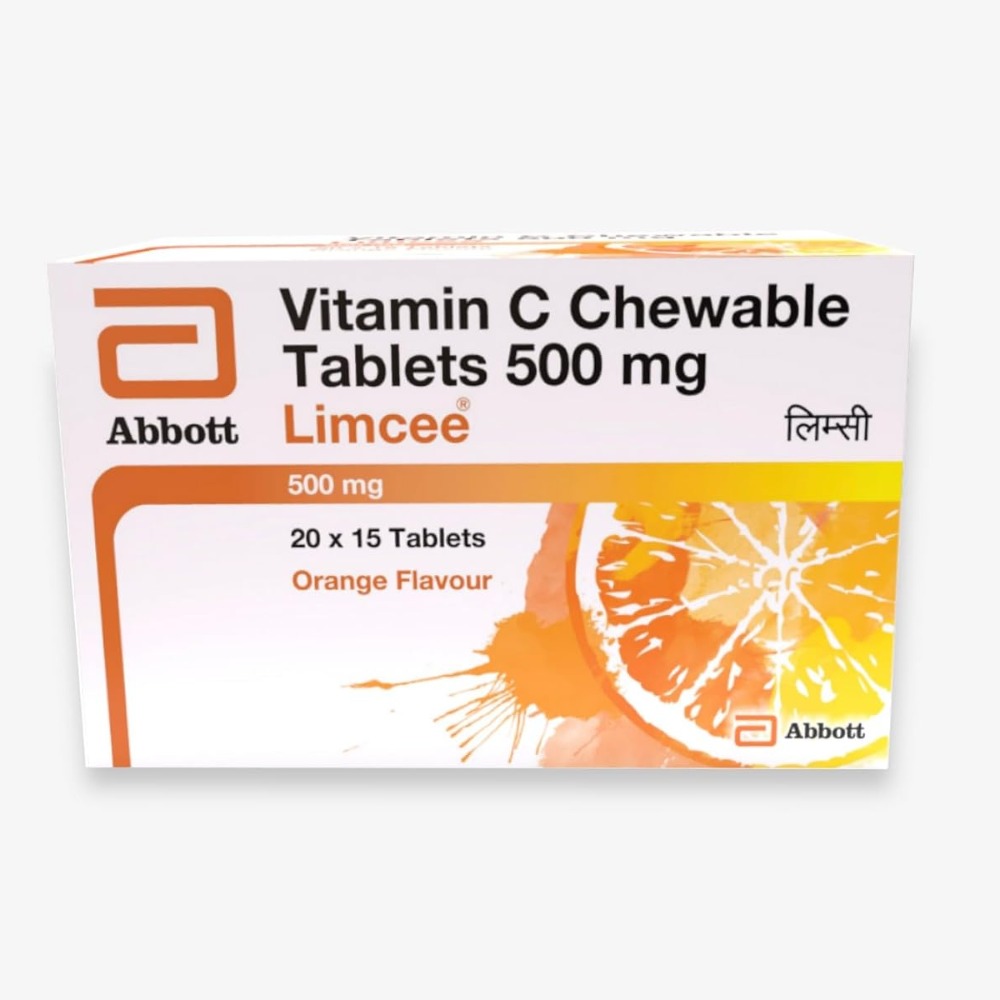 Abbott
Vitamin C Chewable
Tablets 500 mg
Limcee®
लिम्सी
500 mg
20 x 15 Tablets
Orange Flavour
Abbott